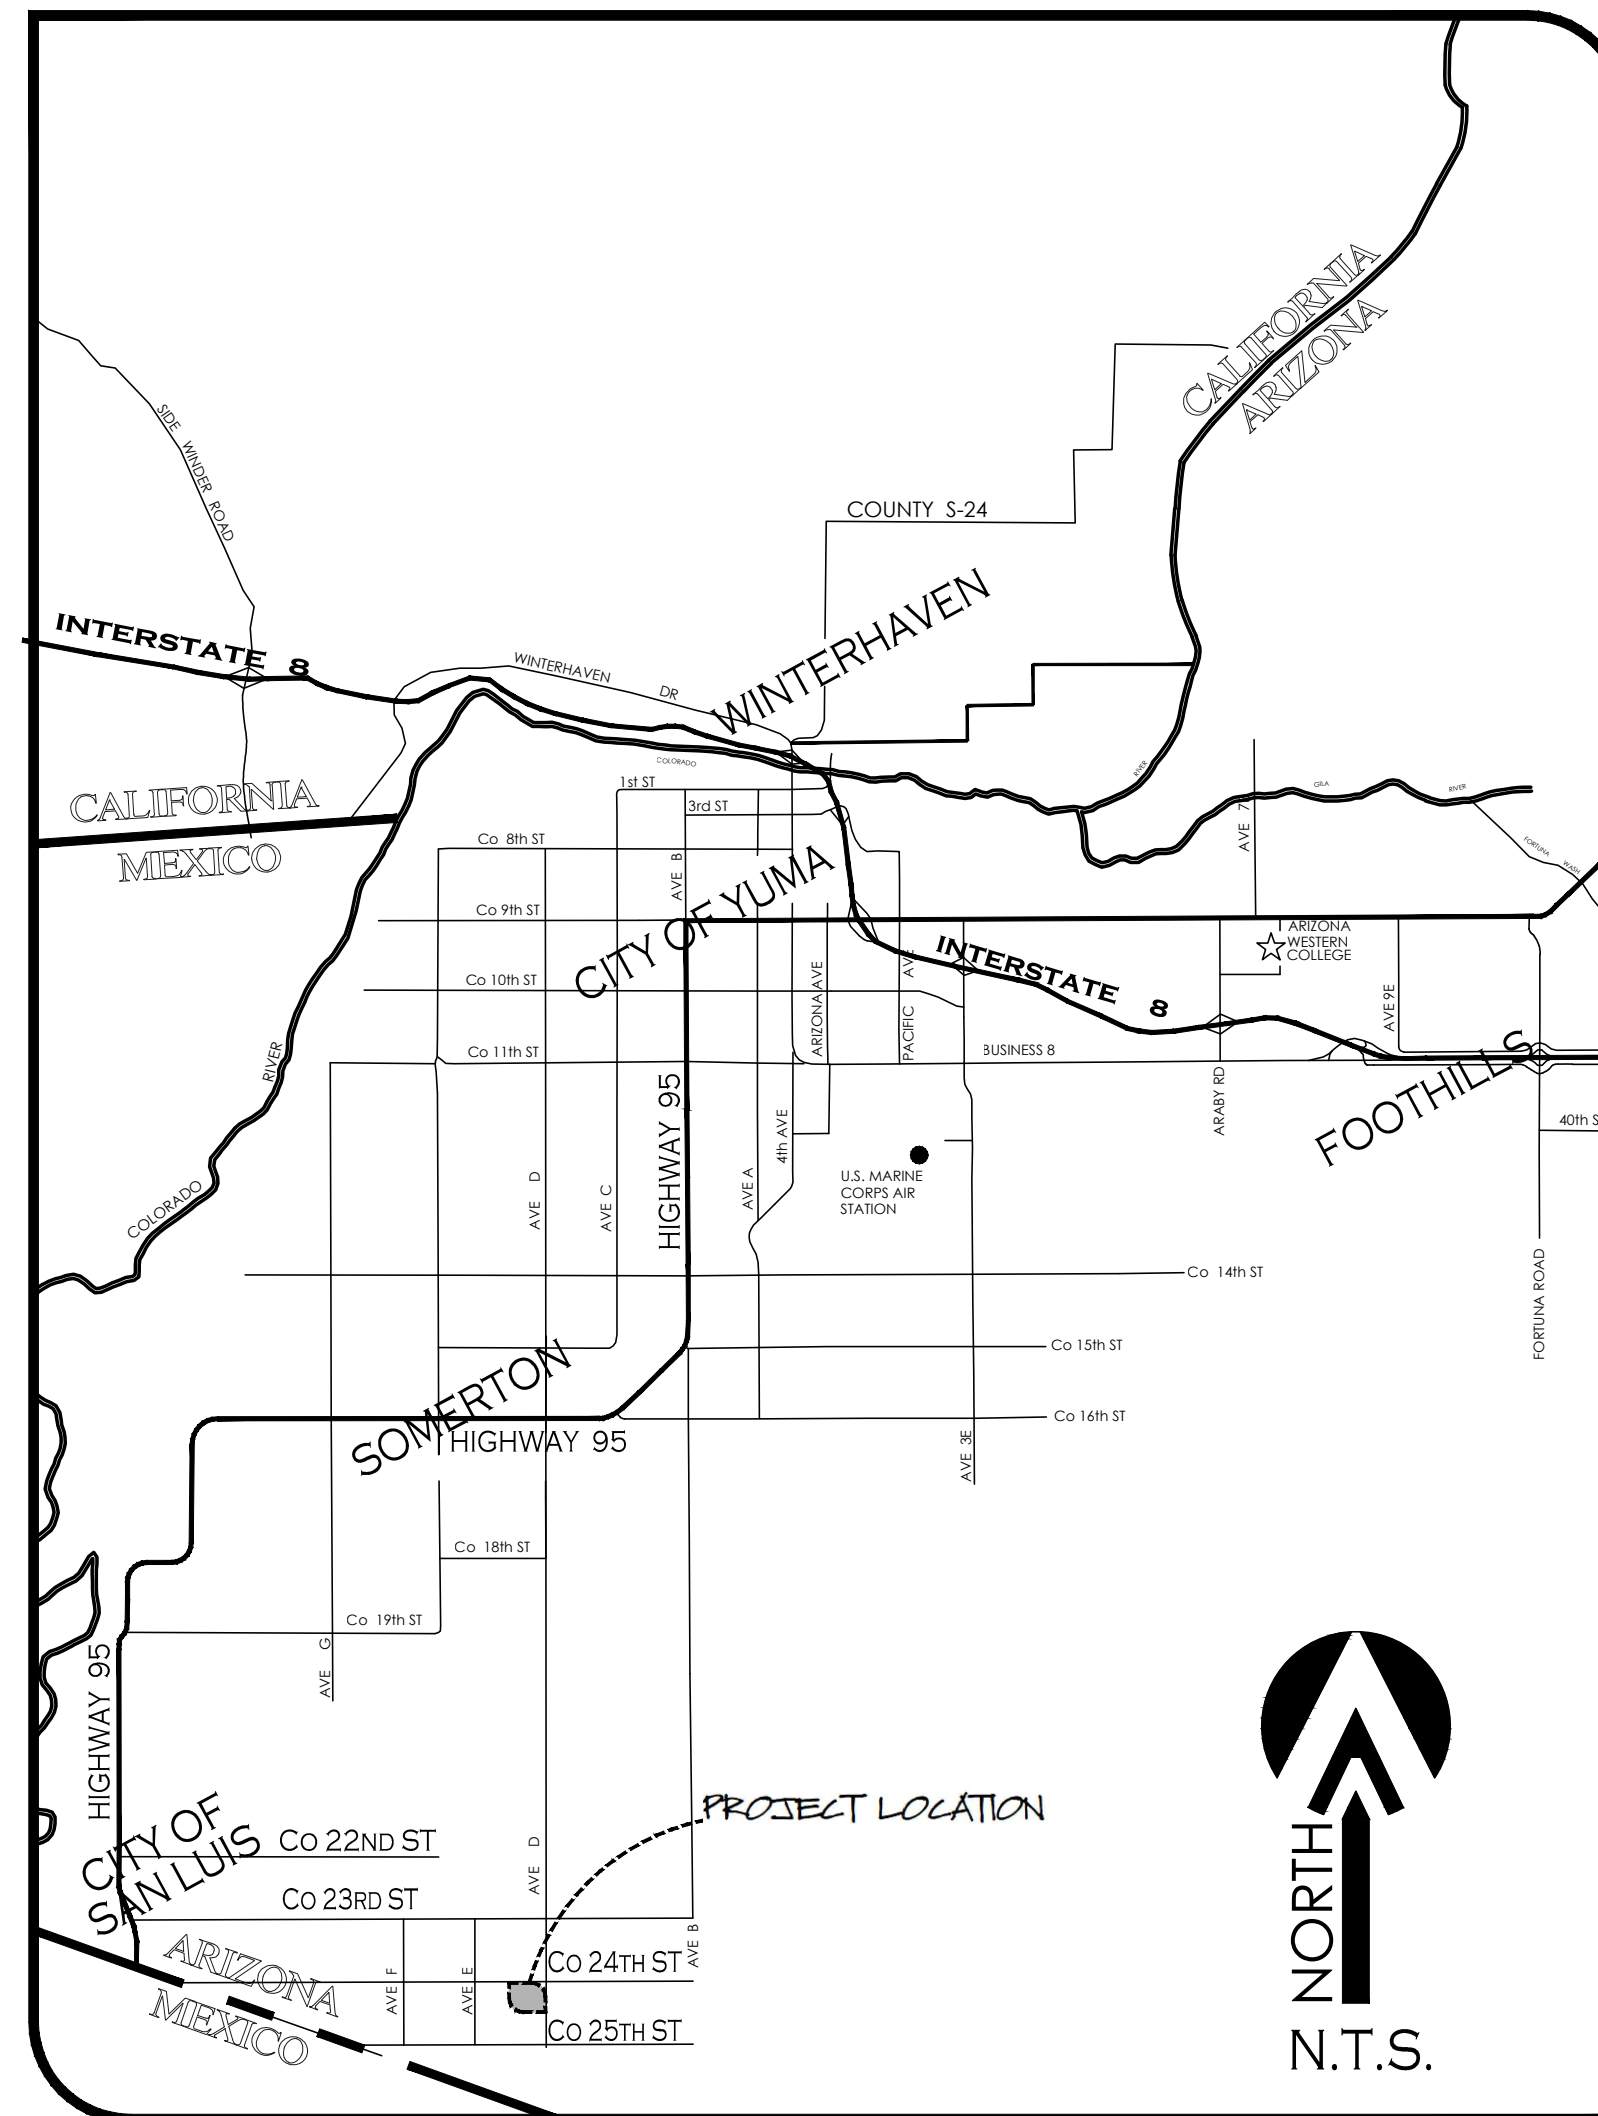 CALIFORNIA
ARIZONA
SIDE WINDER ROAD
COUNTY S-24
WINTERHAVEN
INTERSTATE 8
WINTERHAVEN DR
COLORADO
RIVER
GILA
RIVER
FORTUNA WASH
1st ST
3rd ST
AVE 7
CALIFORNIA
MEXICO
Co 8th ST
AVE B
CITY OF YUMA
Co 9th ST
ARIZONA
WESTERN
COLLEGE
INTERSTATE 8
Co 10th ST
ARIZONA AVE
PACIFIC AVE
AVE 9E
Co 11th ST
BUSINESS 8
RIVER
COLORADO
HIGHWAY 95
4th AVE
ARABY RD
FOOTHILLS
40th S
AVE D
AVE C
AVE A
U.S. MARINE
CORPS AIR
STATION
Co 14th ST
FORTUNA ROAD
Co 15th ST
SOMERTON
HIGHWAY 95
Co 16th ST
AVE 3E
Co 18th ST
Co 19th ST
AVE G
HIGHWAY 95
PROJECT LOCATION
CITY OF
SAN LUIS
Co 22ND ST
AVE D
Co 23RD ST
AVE B
Co 24TH ST
ARIZONA
MEXICO
AVE F
AVE E
Co 25TH ST
NORTH
N.T.S.